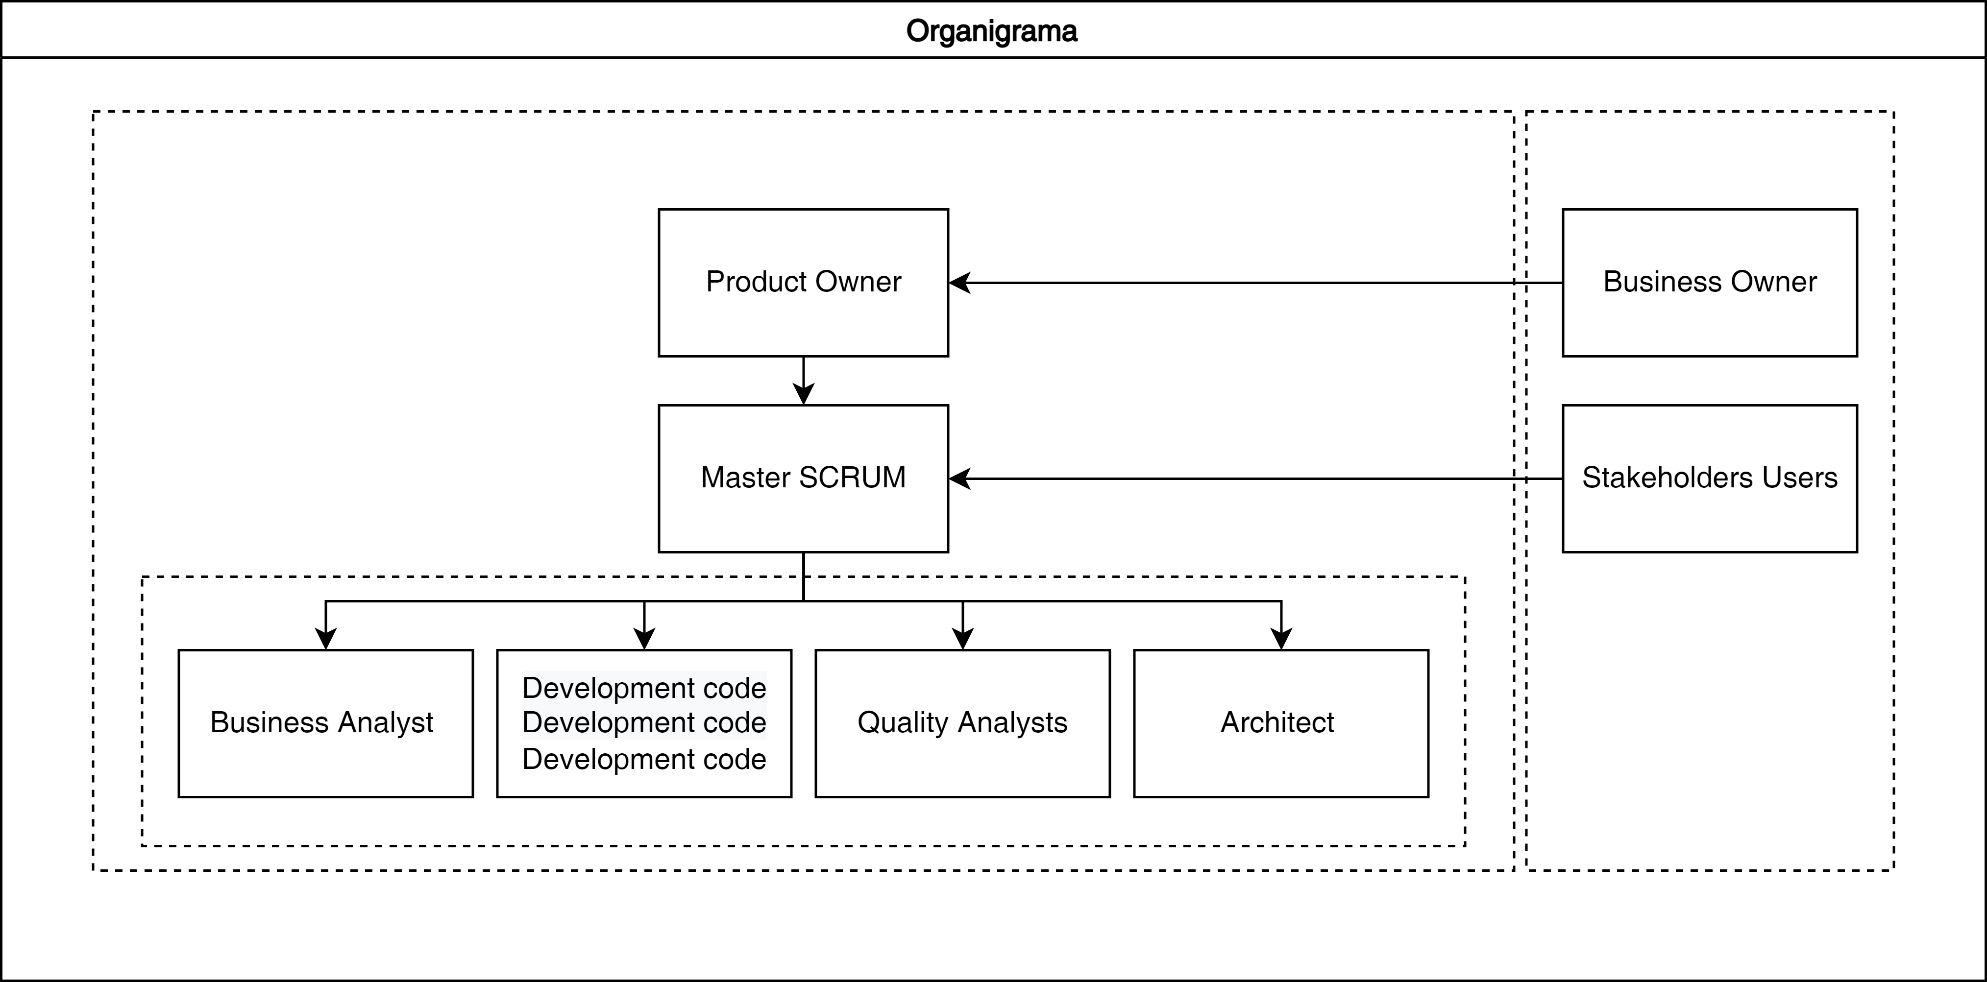 Organigrama
Product Owner
Business Owner
Master SCRUM
Stakeholders Users
Business Analyst
Development code
Development code
Development code
Quality Analysts
Architect